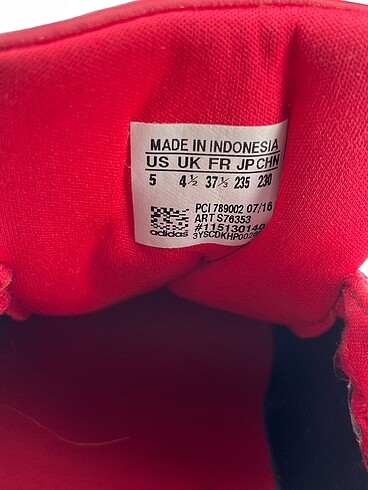 MADE IN INDONESIA
US UK FR JP CHN
5 4½ 37⅓ 235 230
PCI 789002 07/16
ART S76353
#115130140
adidas